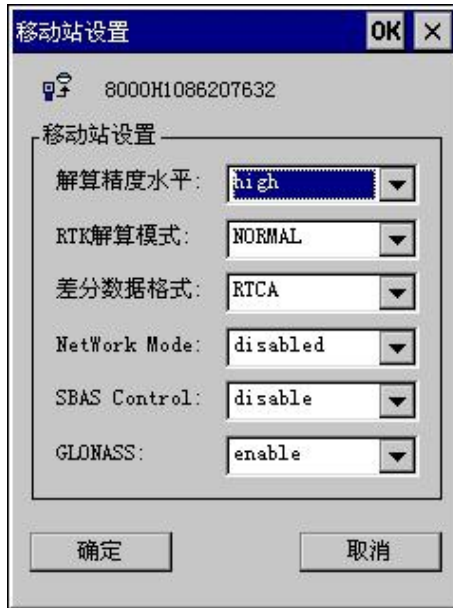 移动站设置 OK ×
8000H1086207632
移动站设置
解算精度水平: high
RTK解算模式: NORMAL
差分数据格式: RTCA
NetWork Mode: disabled
SBAS Control: disable
GLONASS: enable
确定 取消